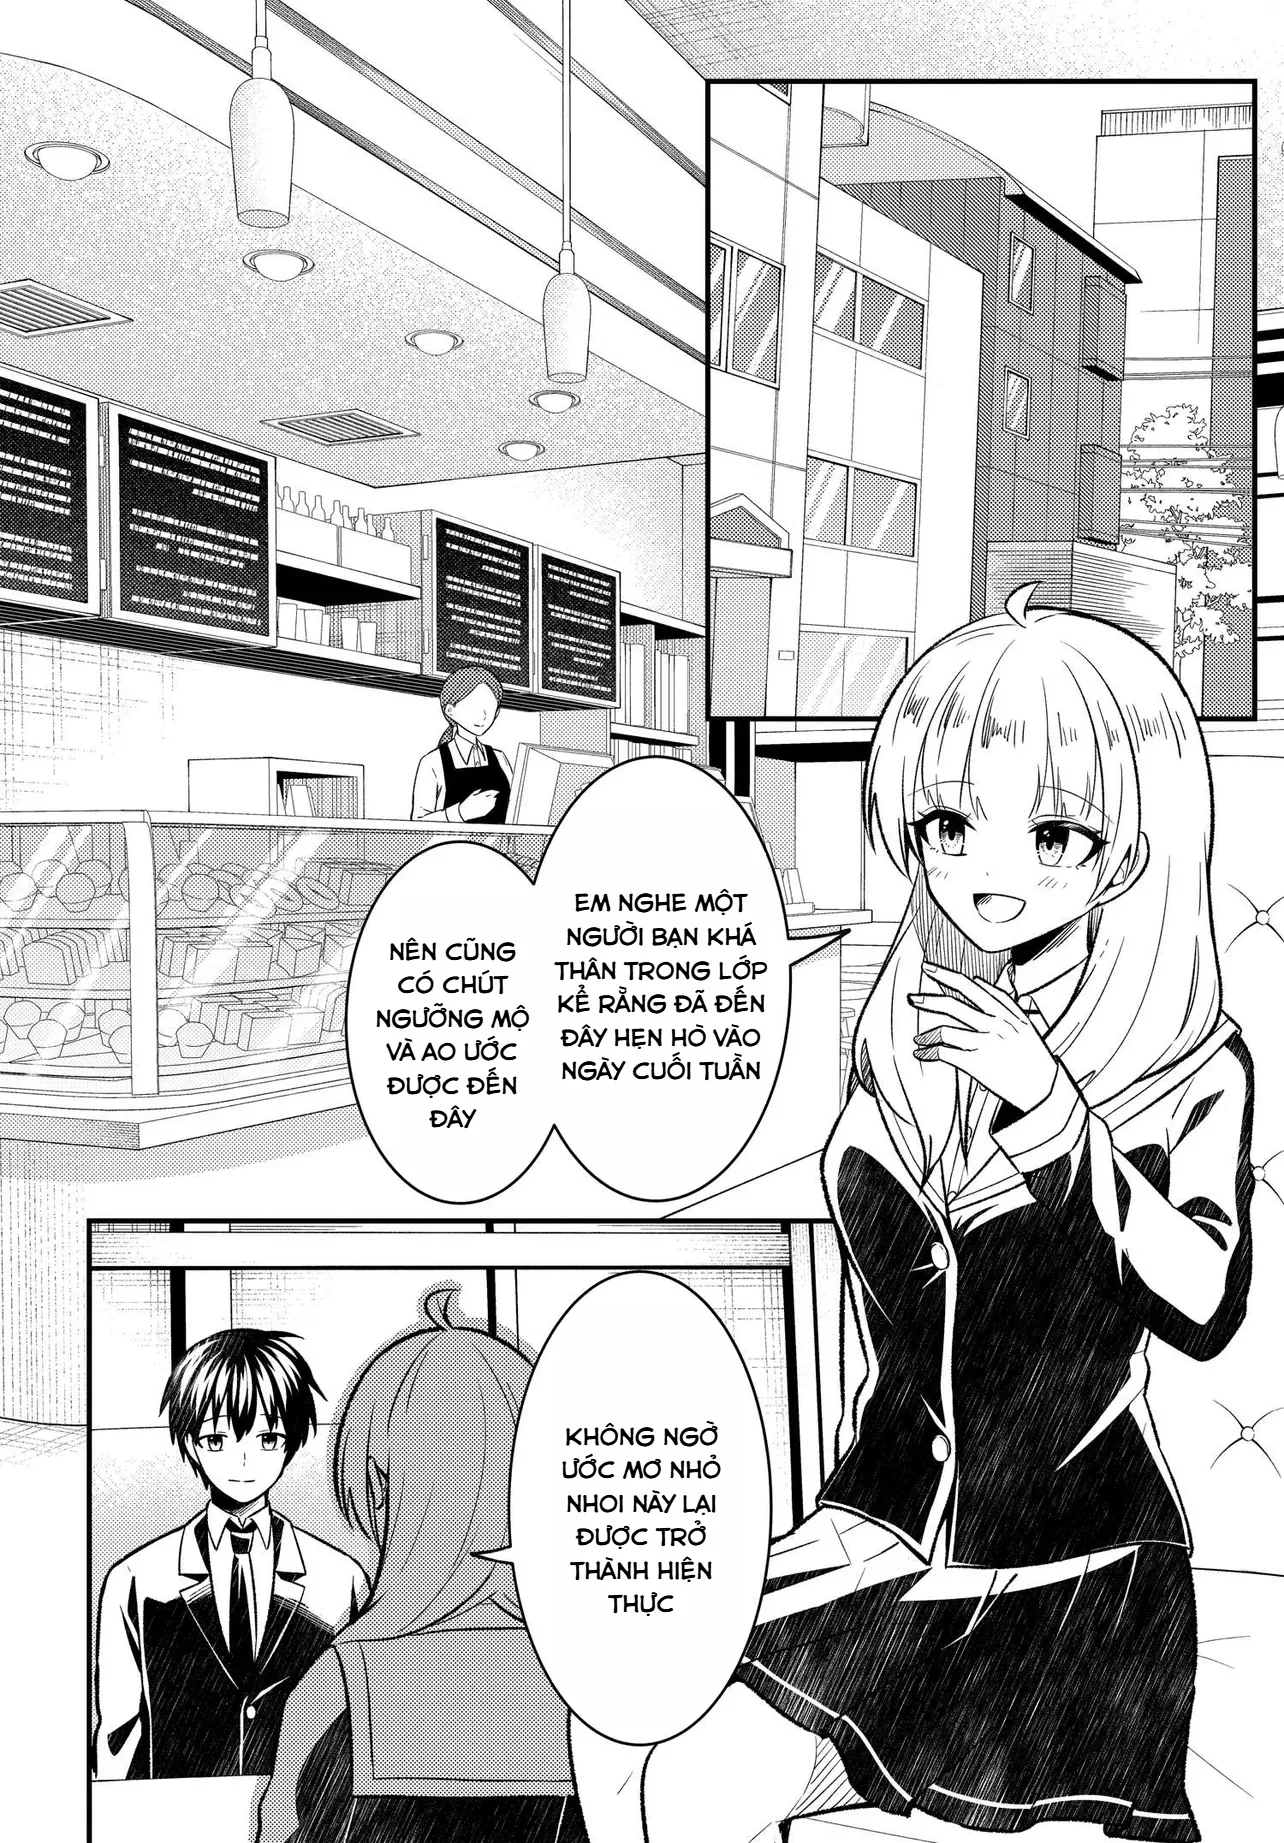 EM NGHE MỘT
NGƯỜI BẠN KHÁ
THÂN TRONG LỚP
KỂ RẰNG ĐÃ ĐẾN
ĐÂY HẸN HÒ VÀO
NGÀY CUỐI TUẦN
NÊN CŨNG
CÓ CHÚT
NGƯỠNG MỘ
VÀ AO ƯỚC
ĐƯỢC ĐẾN
ĐÂY
KHÔNG NGỜ
ƯỚC MƠ NHỎ
NHOI NÀY LẠI
ĐƯỢC TRỞ
THÀNH HIỆN
THỰC